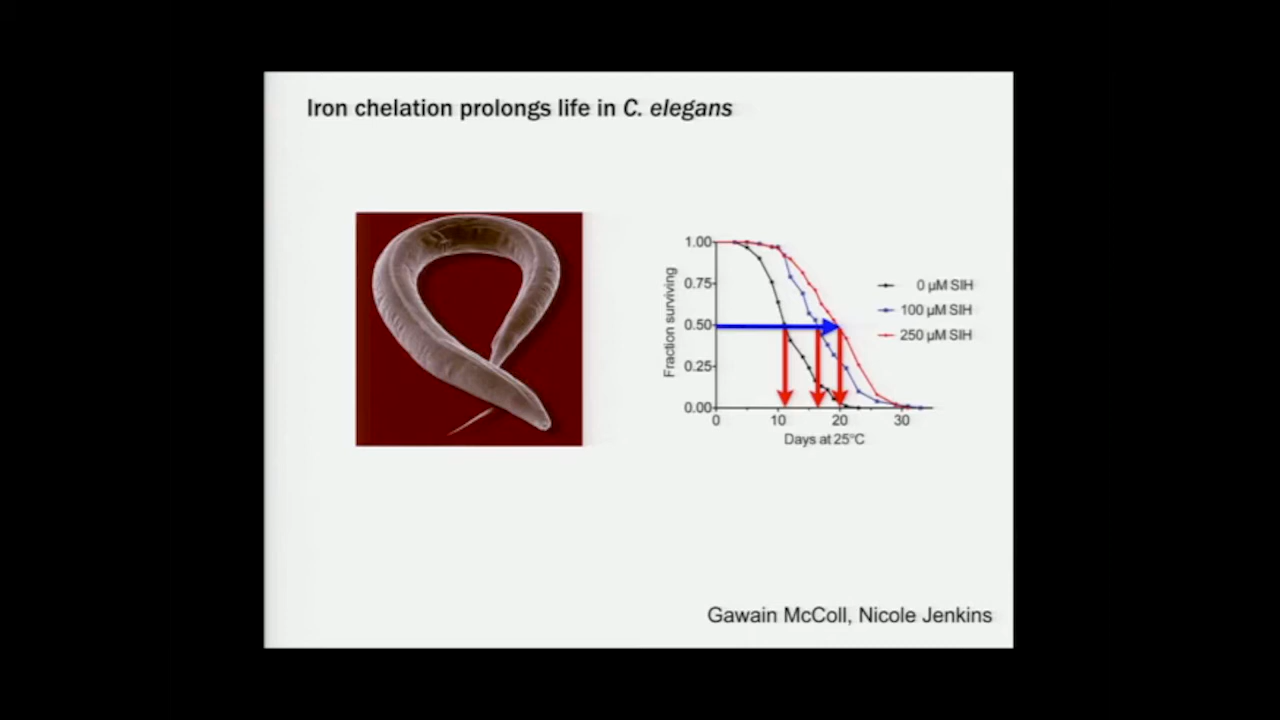 Iron chelation prolongs life in C. elegans
Fraction surviving
1.00
0.75
0.50
0.25
0.00
0 10 20 30
Days at 25°C
0 µM SIH
100 µM SIH
250 µM SIH
Gawain McColl, Nicole Jenkins